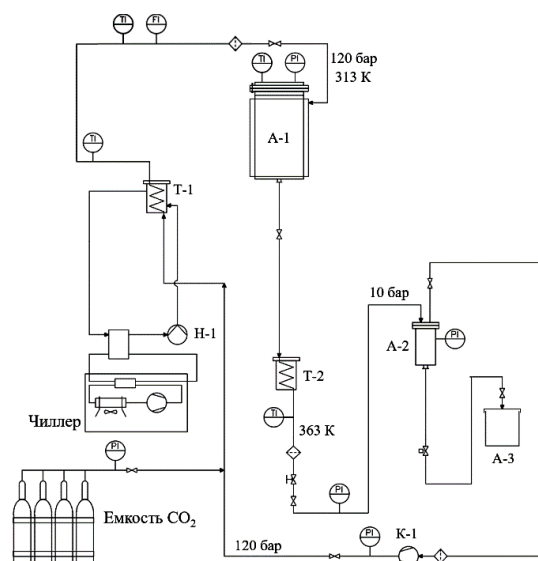 TI
FI
120 бар
313 К
TI
PI
А-1
TI
Т-1
10 бар
Н-1
А-2
PI
Т-2
Чиллер
TI
363 К
А-3
PI
PI
Емкость CO2
120 бар
PI
К-1